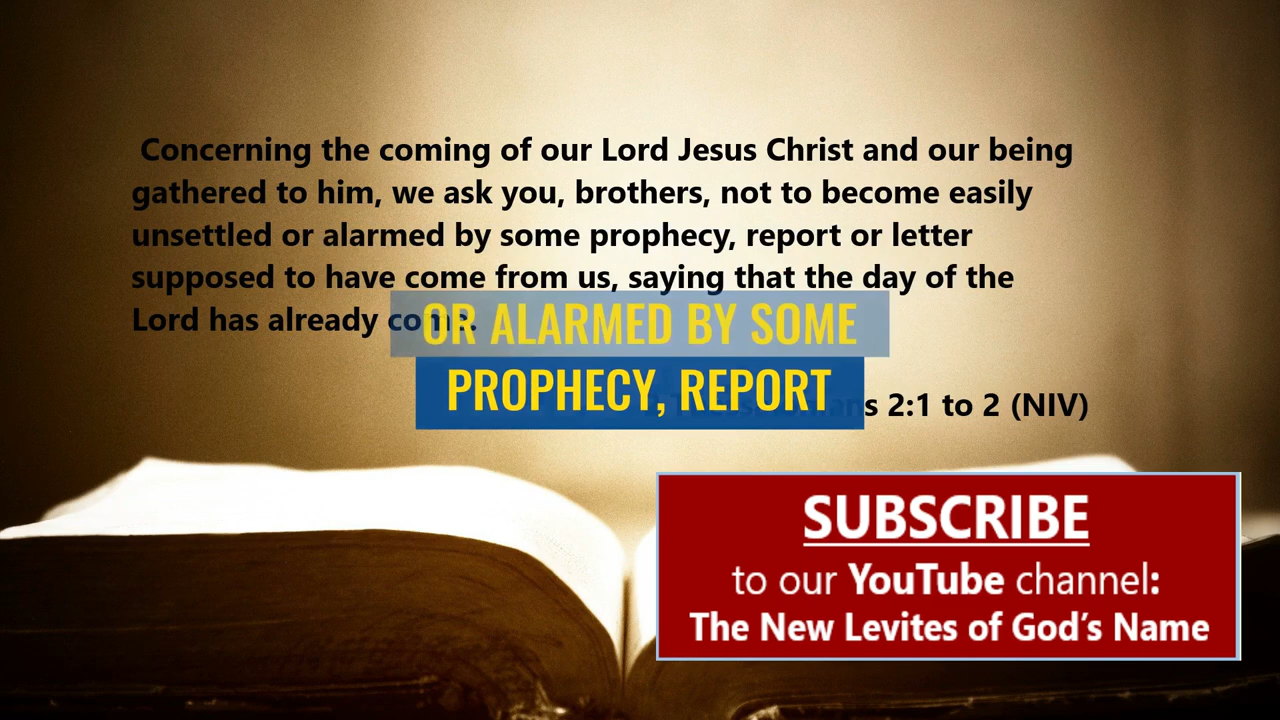 Concerning the coming of our Lord Jesus Christ and our being
gathered to him, we ask you, brothers, not to become easily
unsettled or alarmed by some prophecy, report or letter
supposed to have come from us, saying that the day of the
Lord has already come.
OR ALARMED BY SOME
PROPHECY, REPORT
2:1 to 2 (NIV)
SUBSCRIBE
to our YouTube channel:
The New Levites of God's Name